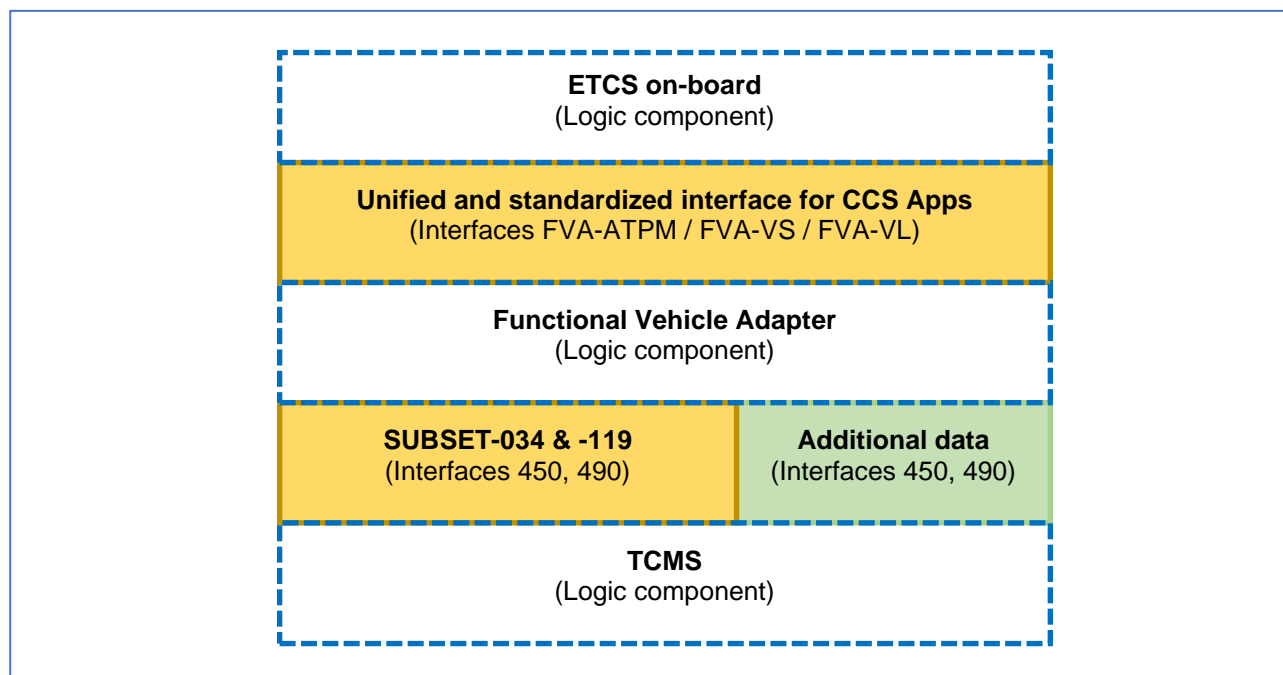 ETCS on-board
(Logic component)
Unified and standardized interface for CCS Apps
(Interfaces FVA-ATPM / FVA-VS / FVA-VL)
Functional Vehicle Adapter
(Logic component)
SUBSET-034 & -119
(Interfaces 450, 490)
Additional data
(Interfaces 450, 490)
TCMS
(Logic component)